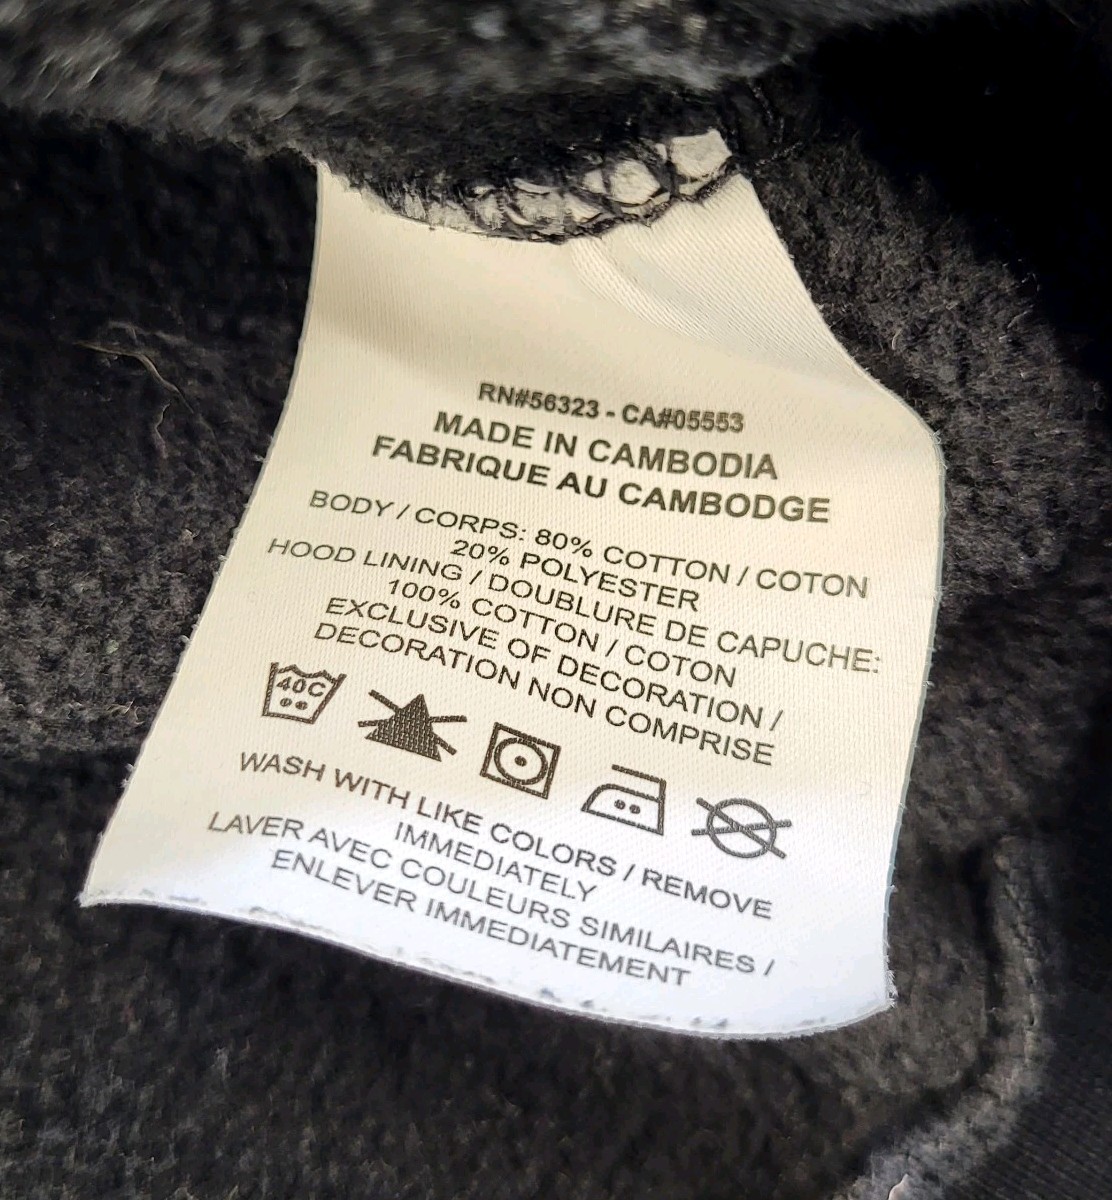 RN#56323 - CA#05553
MADE IN CAMBODIA
FABRIQUE AU CAMBODGE
BODY / CORPS: 80% COTTON / COTON
20% POLYESTER
HOOD LINING / DOUBLURE DE CAPUCHE:
100% COTTON / COTON
EXCLUSIVE OF DECORATION /
DECORATION NON COMPRISE
40C
WASH WITH LIKE COLORS / REMOVE
IMMEDIATELY
LAVER AVEC COULEURS SIMILAIRES /
ENLEVER IMMEDIATEMENT